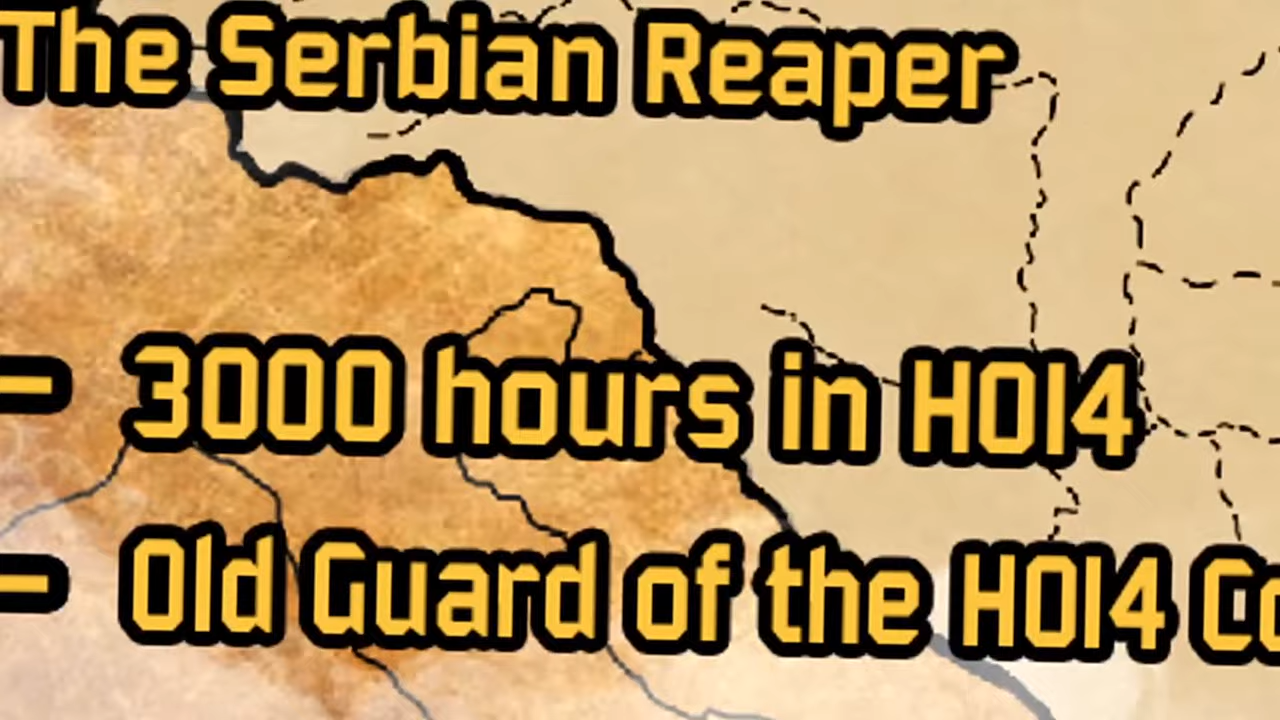 The Serbian Reaper
- 3000 hours in HOI4
- Old Guard of the HOI4